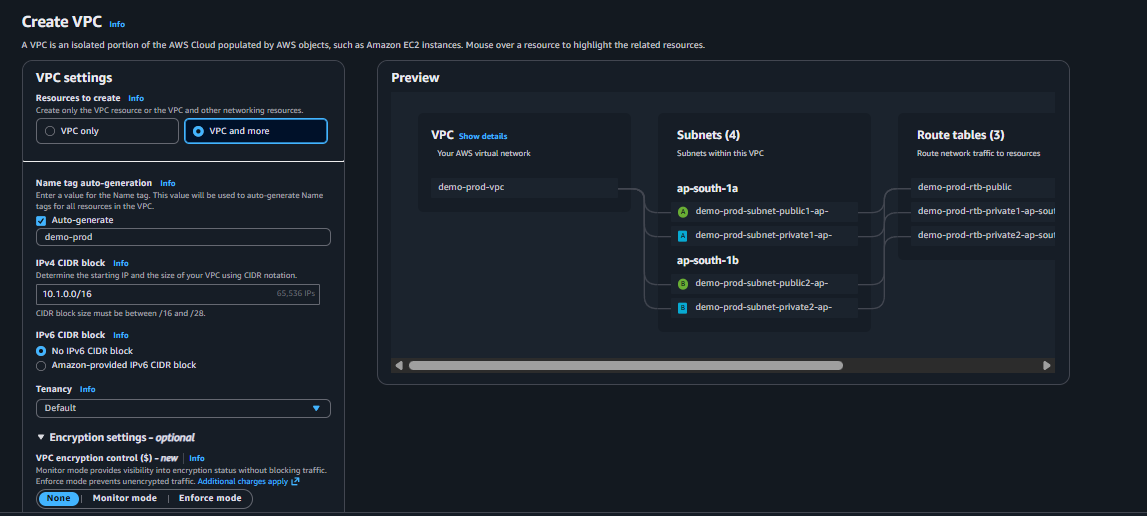 Create VPC Info
A VPC is an isolated portion of the AWS Cloud populated by AWS objects, such as Amazon EC2 instances. Mouse over a resource to highlight the related resources.
VPC settings
Resources to create Info
Create only the VPC resource or the VPC and other networking resources.
VPC only
VPC and more
Name tag auto-generation Info
Enter a value for the Name tag. This value will be used to auto-generate Name
tags for all resources in the VPC.
Auto-generate
demo-prod
IPv4 CIDR block Info
Determine the starting IP and the size of your VPC using CIDR notation.
10.1.0.0/16 65,536 IPs
CIDR block size must be between /16 and /28.
IPv6 CIDR block Info
No IPv6 CIDR block
Amazon-provided IPv6 CIDR block
Tenancy Info
Default
Encryption settings - optional
VPC encryption control ($) - new Info
Monitor mode provides visibility into encryption status without blocking traffic.
Enforce mode prevents unencrypted traffic. Additional charges apply
None Monitor mode Enforce mode
Preview
VPC Show details
Your AWS virtual network
demo-prod-vpc
Subnets (4)
Subnets within this VPC
ap-south-1a
A demo-prod-subnet-public1-ap-
A demo-prod-subnet-private1-ap-
ap-south-1b
B demo-prod-subnet-public2-ap-
B demo-prod-subnet-private2-ap-
Route tables (3)
Route network traffic to resources
demo-prod-rtb-public
demo-prod-rtb-private1-ap-sout
demo-prod-rtb-private2-ap-sout